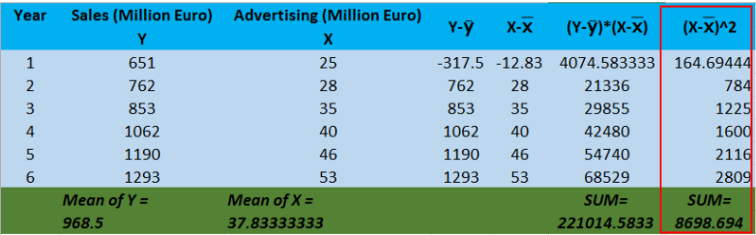 Year Sales (Million Euro) Advertising (Million Euro) Y-ȳ X-x̅ (Y-ȳ)*(X-x̅) (X-x̅)^2
Y X
1 651 25 -317.5 -12.83 4074.583333 164.69444
2 762 28 762 28 21336 784
3 853 35 853 35 29855 1225
4 1062 40 1062 40 42480 1600
5 1190 46 1190 46 54740 2116
6 1293 53 1293 53 68529 2809
Mean of Y = Mean of X = SUM= SUM=
968.5 37.83333333 221014.5833 8698.694